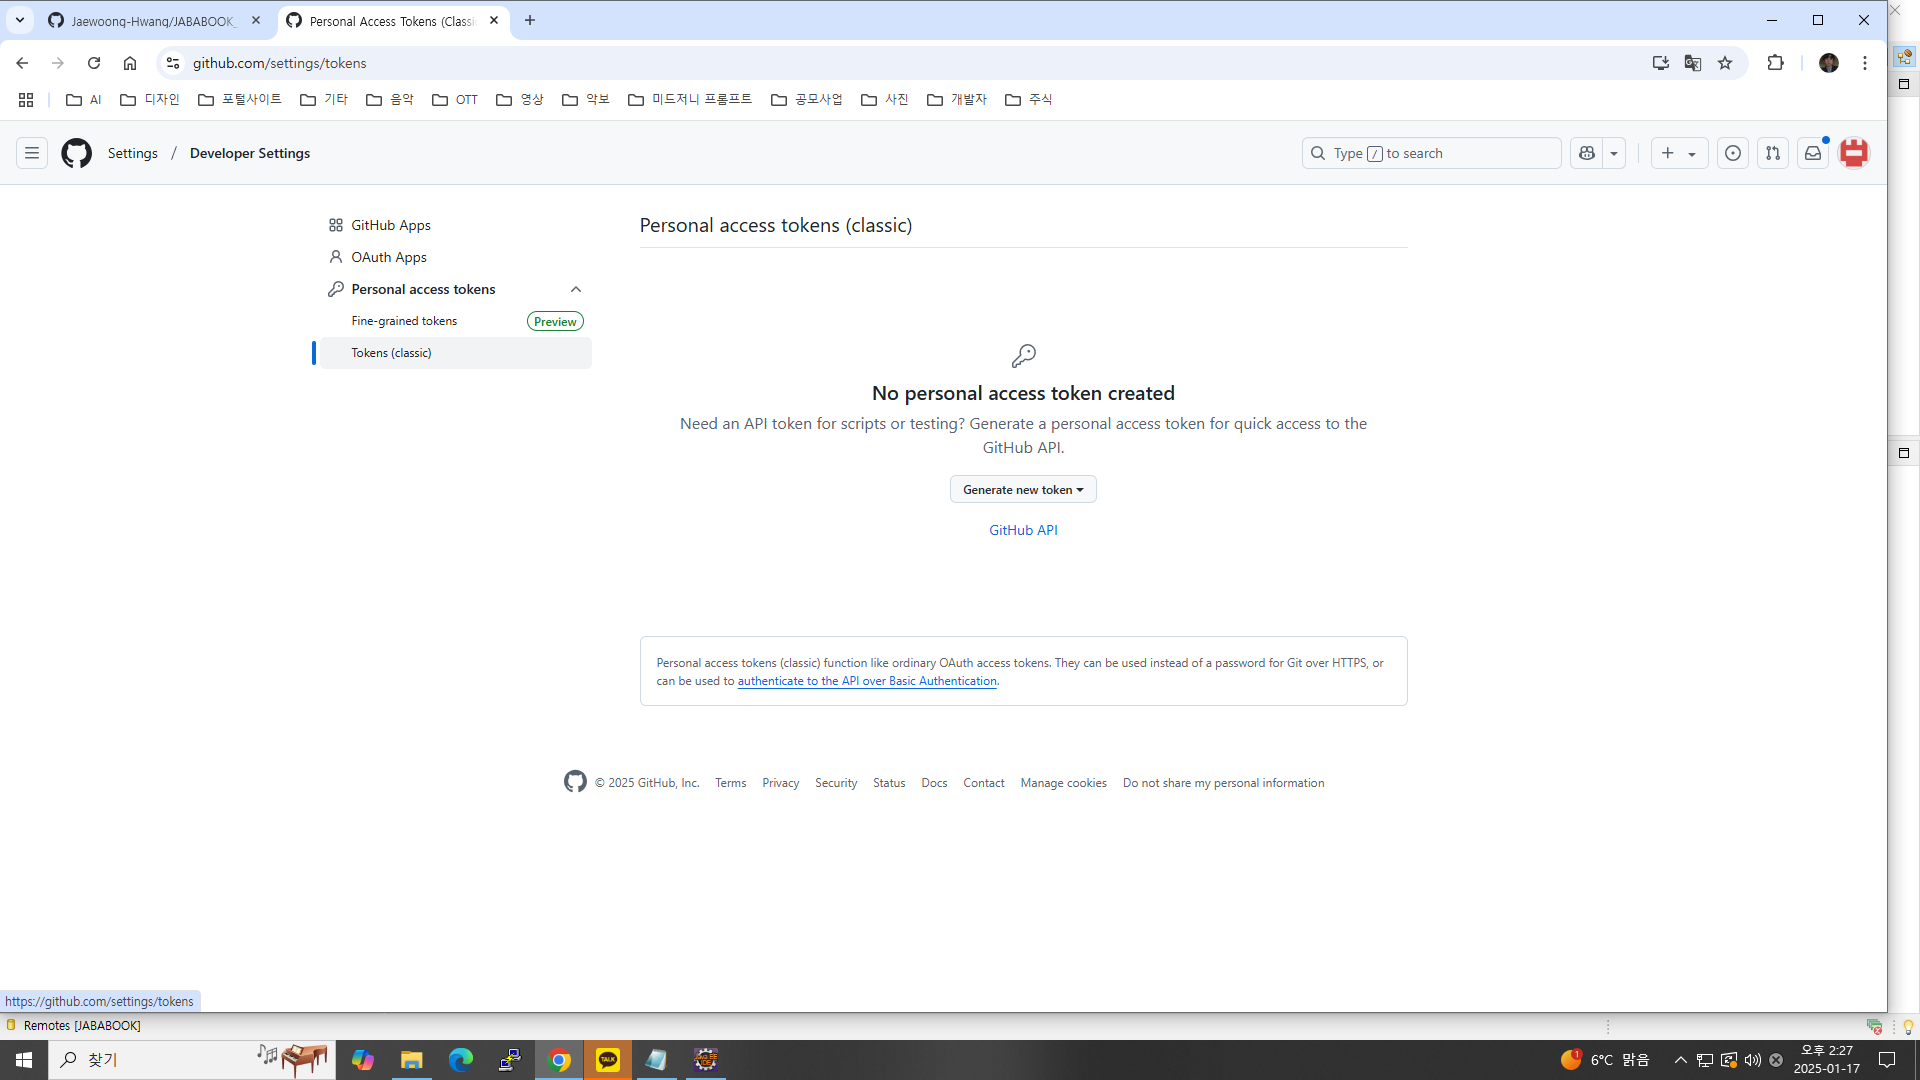 Jaewoong-Hwang/JABABOOK_
Personal Access Tokens (Classi
github.com/settings/tokens
AI
디자인
포털사이트
기타
음악
OTT
영상
악보
미드저니 프롬프트
공모사업
사진
개발자
주식
Settings / Developer Settings
Type / to search
GitHub Apps
OAuth Apps
Personal access tokens
Fine-grained tokens
Preview
Tokens (classic)
Personal access tokens (classic)
No personal access token created
Need an API token for scripts or testing? Generate a personal access token for quick access to the
GitHub API.
Generate new token
GitHub API
Personal access tokens (classic) function like ordinary OAuth access tokens. They can be used instead of a password for Git over HTTPS, or
can be used to authenticate to the API over Basic Authentication.
© 2025 GitHub, Inc. Terms Privacy Security Status Docs Contact Manage cookies Do not share my personal information
https://github.com/settings/tokens
Remotes [JABABOOK]
찾기
TALK
1
6°C 맑음
오후 2:27
2025-01-17